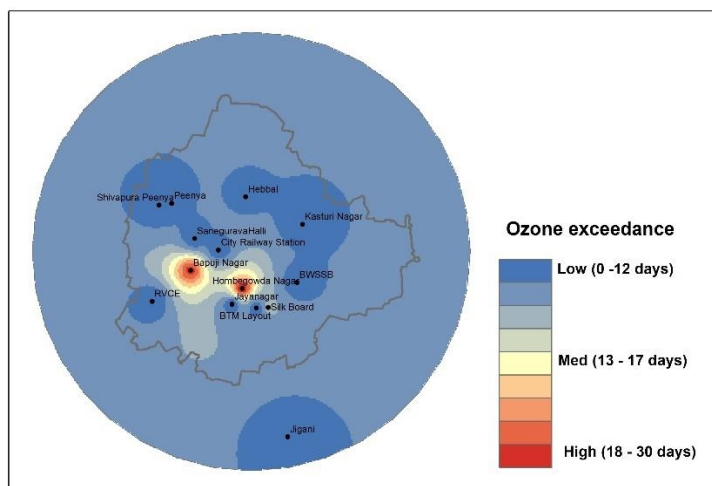 Hebbal
Shivapura Peenya
Peenya
Kasturi Nagar
SaneguravaHalli
City Railway Station
Bapuji Nagar
Hombegowda Nagar
BWSSB
RVCE
Jayanagar
Silk Board
BTM Layout
Jigani
Ozone exceedance
Low (0 -12 days)
Med (13 - 17 days)
High (18 - 30 days)